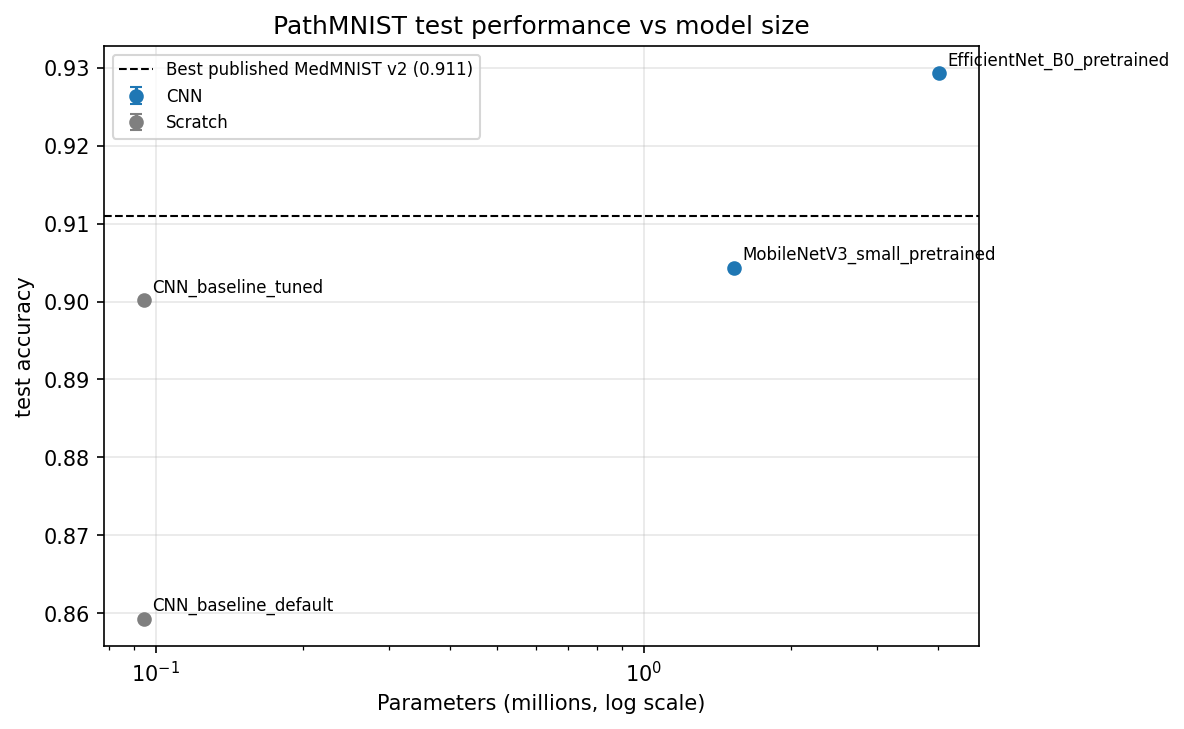 PathMNIST test performance vs model size
Best published MedMNIST v2 (0.911)
CNN
Scratch
EfficientNet_B0_pretrained
MobileNetV3_small_pretrained
CNN_baseline_tuned
CNN_baseline_default
test accuracy
0.93
0.92
0.91
0.90
0.89
0.88
0.87
0.86
10⁻¹
10⁰
Parameters (millions, log scale)